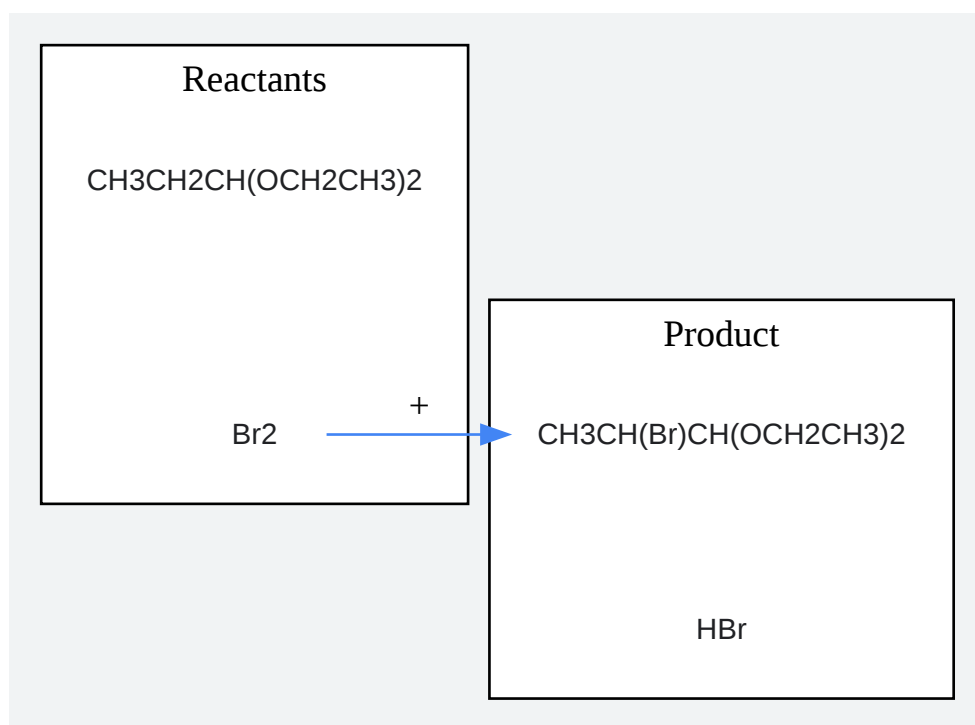 Reactants
CH3CH2CH(OCH2CH3)2
Br2
+
Product
CH3CH(Br)CH(OCH2CH3)2
HBr